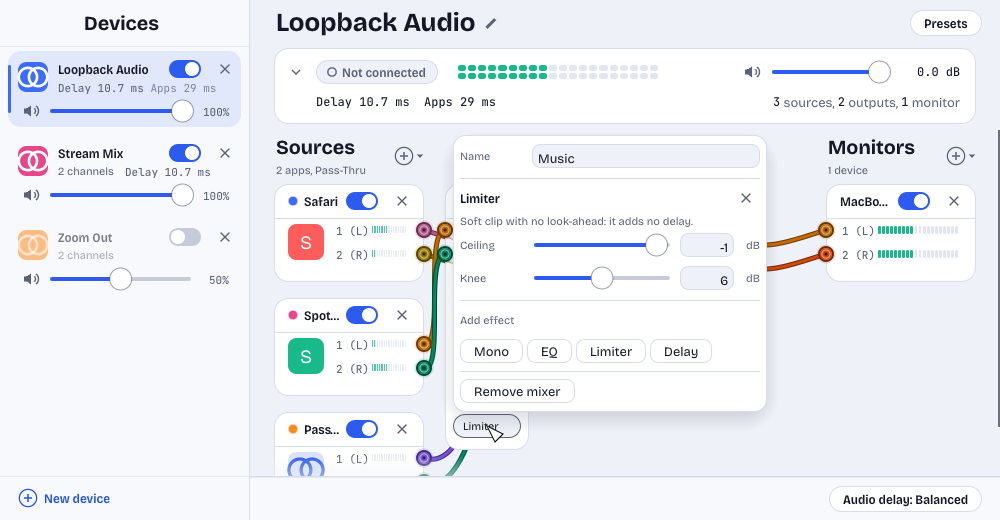 Devices
Loopback Audio
Delay 10.7 ms Apps 29 ms
100%
Stream Mix
2 channels Delay 10.7 ms
100%
Zoom Out
2 channels
50%
New device
Loopback Audio
Presets
Not connected
0.0 dB
Delay 10.7 ms Apps 29 ms
3 sources, 2 outputs, 1 monitor
Sources
2 apps, Pass-Thru
Safari
S
1 (L)
2 (R)
Spot...
S
1 (L)
2 (R)
Pass...
1 (L)
Name
Music
Limiter
Soft clip with no look-ahead: it adds no delay.
Ceiling
-1
dB
Knee
6
dB
Add effect
Mono
EQ
Limiter
Delay
Remove mixer
Limiter
Monitors
1 device
MacBo...
1 (L)
2 (R)
Audio delay: Balanced